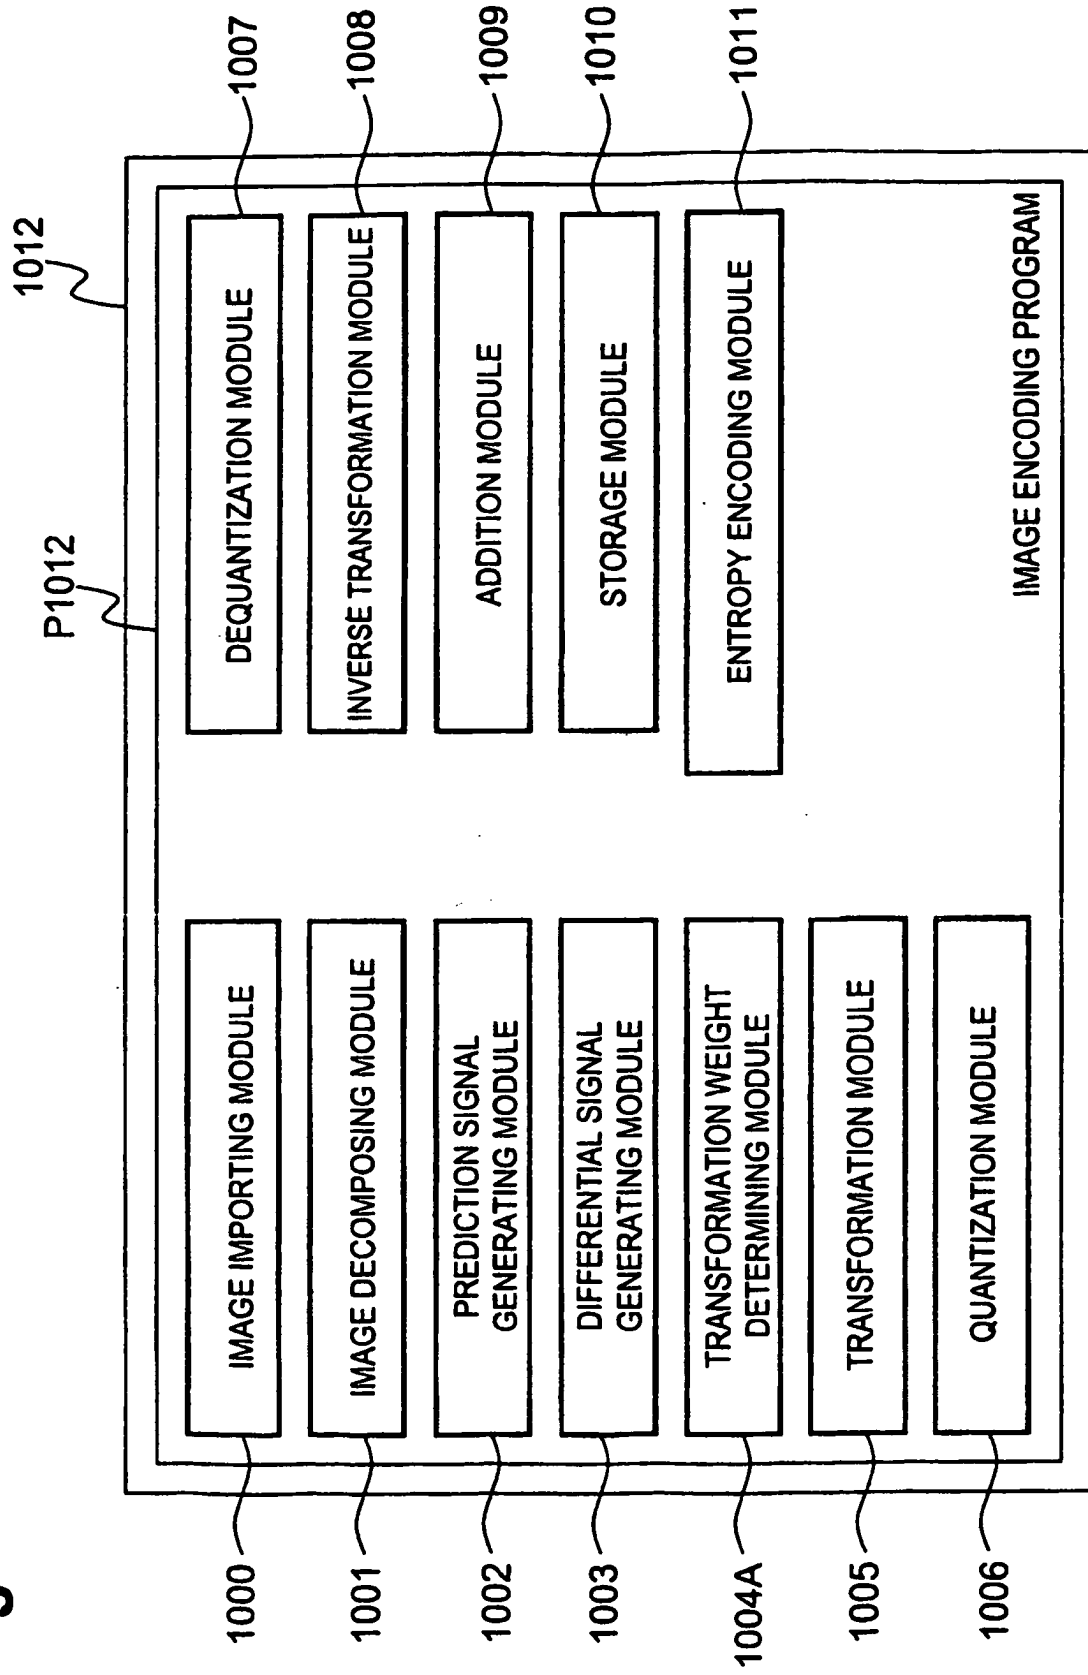 1012
P1012
1000
IMAGE IMPORTING MODULE
1001
IMAGE DECOMPOSING MODULE
1002
PREDICTION SIGNAL
GENERATING MODULE
1003
DIFFERENTIAL SIGNAL
GENERATING MODULE
1004A
TRANSFORMATION WEIGHT
DETERMINING MODULE
1005
TRANSFORMATION MODULE
1006
QUANTIZATION MODULE
DEQUANTIZATION MODULE
1007
INVERSE TRANSFORMATION MODULE
1008
ADDITION MODULE
1009
STORAGE MODULE
1010
ENTROPY ENCODING MODULE
1011
IMAGE ENCODING PROGRAM